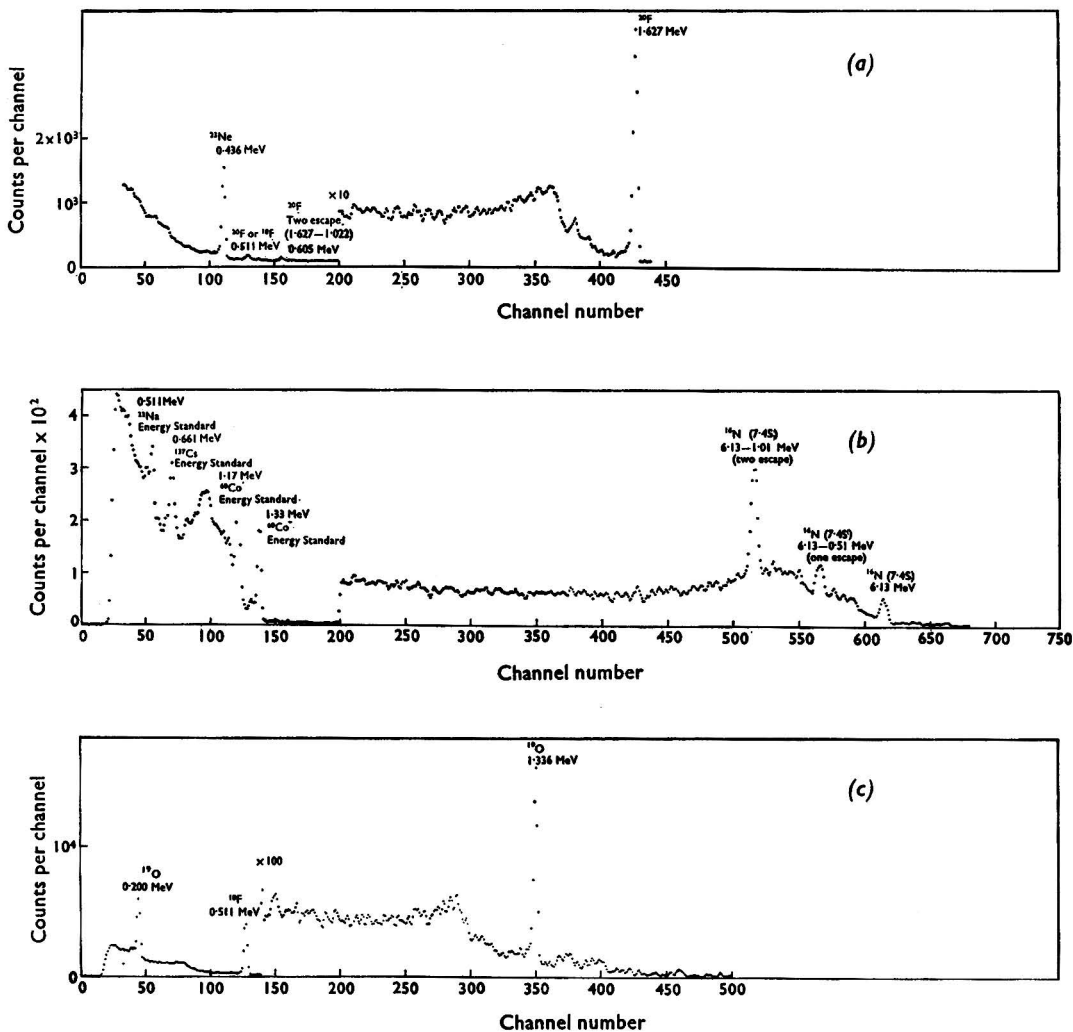 (a)
Counts per channel
2×10³
10³
0
²³Ne
0·436 MeV
²⁰F or ¹⁸F
0·511 MeV
²⁰F
Two escape
(1·627—1·022)
0·605 MeV
×10
²⁰F
1·627 MeV
0 50 100 150 200 250 300 350 400 450
Channel number
(b)
Counts per channel × 10²
4
3
2
1
0
0·511 MeV
²²Na
Energy Standard
0·661 MeV
¹³⁷Cs
Energy Standard
1·17 MeV
⁶⁰Co
Energy Standard
1·33 MeV
⁶⁰Co
Energy Standard
¹⁶N (7·4S)
6·13—1·01 MeV
(two escape)
¹⁶N (7·4S)
6·13—0·51 MeV
(one escape)
¹⁶N (7·4S)
6·13 MeV
0 50 100 150 200 250 300 350 400 450 500 550 600 650 700 750
Channel number
(c)
Counts per channel
10⁴
0
¹⁹O
0·200 MeV
¹⁸F
0·511 MeV
×100
¹⁹O
1·336 MeV
0 50 100 150 200 250 300 350 400 450 500
Channel number